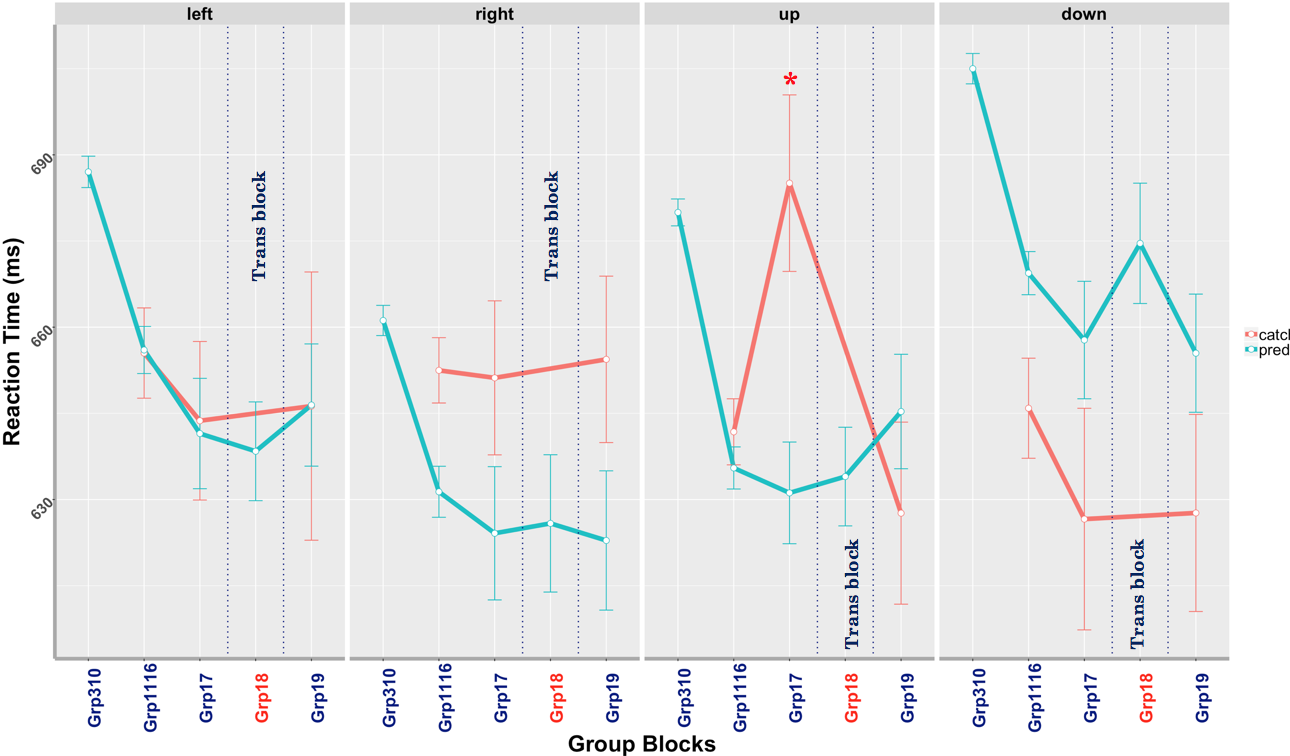 left right up down
*
Trans block Trans block
Trans block Trans block
690
660
630
Reaction Time (ms)
catcl
pred
Grp310 Grp1116 Grp17 Grp18 Grp19 Grp310 Grp1116 Grp17 Grp18 Grp19 Grp310 Grp1116 Grp17 Grp18 Grp19 Grp310 Grp1116 Grp17 Grp18 Grp19
Group Blocks